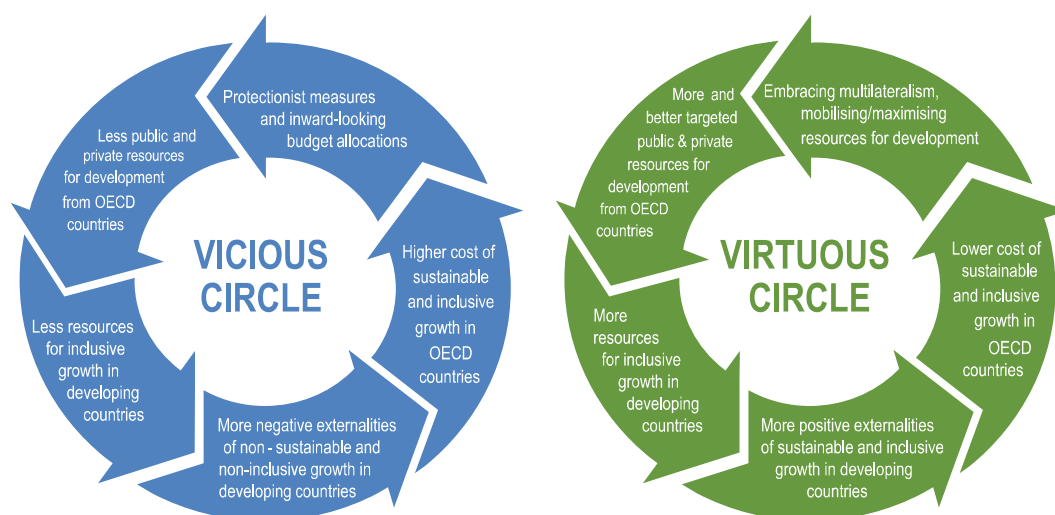 Protectionist measures
and inward-looking
budget allocations
Less public and
private resources
for development
from OECD
countries
Less resources
for inclusive
growth in
developing
countries
More negative externalities
of non - sustainable and
non-inclusive growth in
developing countries
Higher cost of
sustainable
and inclusive
growth in
OECD
countries
VICIOUS
CIRCLE
Embracing multilateralism,
mobilising/maximising
resources for development
More and
better targeted
public & private
resources for
development
from OECD
countries
More
resources
for inclusive
growth in
developing
countries
More positive externalities
of sustainable and inclusive
growth in developing
countries
Lower cost of
sustainable
and inclusive
growth in
OECD
countries
VIRTUOUS
CIRCLE